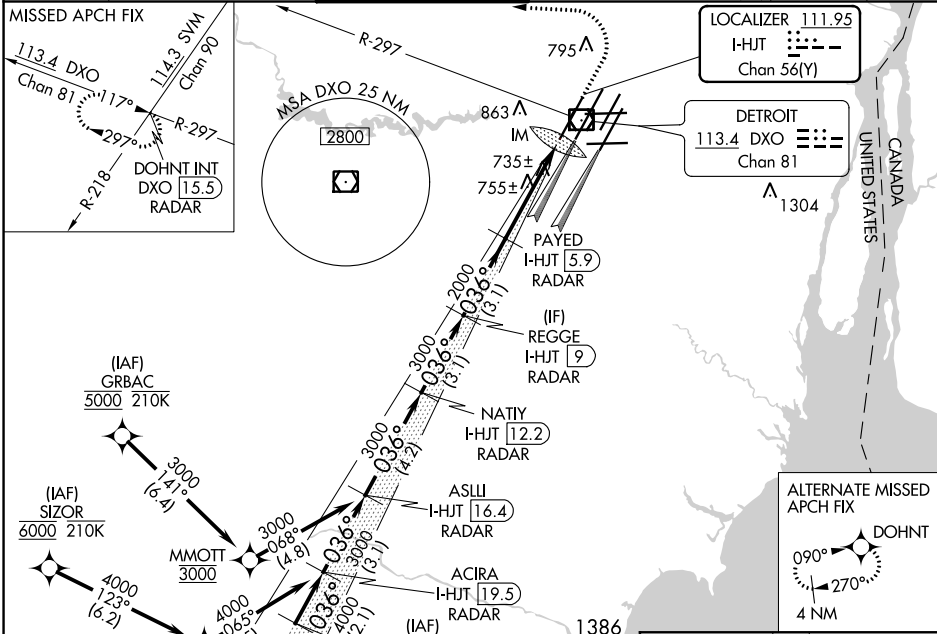 MISSED APCH FIX
113.4 DXO
Chan 81
114.3 SVM
Chan 90
117°
297°
R-297
R-218
DOHNT INT
DXO 15.5
RADAR
R-297
MSA DXO 25 NM
2800
795
863
IM
735±
755±
LOCALIZER 111.95
I-HJT
Chan 56(Y)
DETROIT
113.4 DXO
Chan 81
1304
CANADA
UNITED STATES
PAYED
I-HJT 5.9
RADAR
2000
036°
(3.1)
(IF)
REGGE
I-HJT 9
RADAR
3000
036°
(3.1)
NATIY
I-HJT 12.2
RADAR
3000
036°
(4.2)
ASLLI
I-HJT 16.4
RADAR
036°
3000
(3.1)
ACIRA
I-HJT 19.5
RADAR
036°
4000
(2.1)
(IAF)
1386
(IAF)
GRBAC
5000 210K
3000
141°
(6.4)
(IAF)
SIZOR
6000 210K
4000
123°
(6.2)
MMOTT
3000
3000
068°
(4.8)
4000
065°
ALTERNATE MISSED
APCH FIX
DOHNT
090°
270°
4 NM